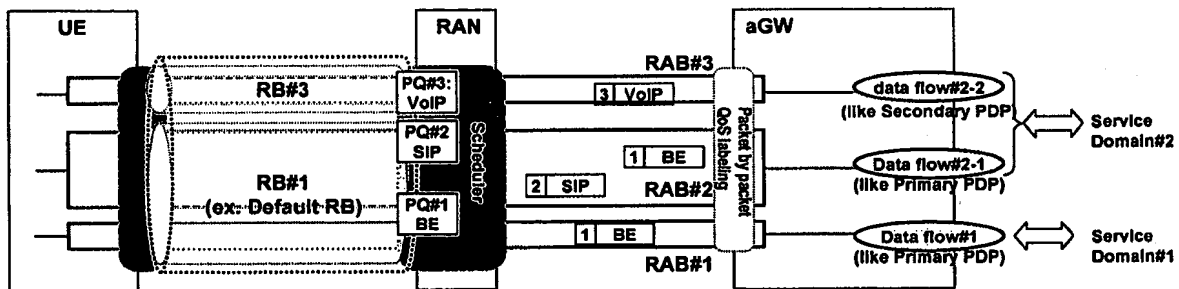 UE
RAN
aGW
RAB#3
RB#3
PQ#3:
VoIP
3 VoIP
data flow#2-2
(like Secondary PDP)
PQ#2
SIP
Scheduler
Packet by packet
QoS labeling
Service
Domain#2
1 BE
RB#1
(ex. Default RB)
2 SIP
RAB#2
Data flow#2-1
(like Primary PDP)
PQ#1
BE
1 BE
Data flow#1
(like Primary PDP)
Service
Domain#1
RAB#1